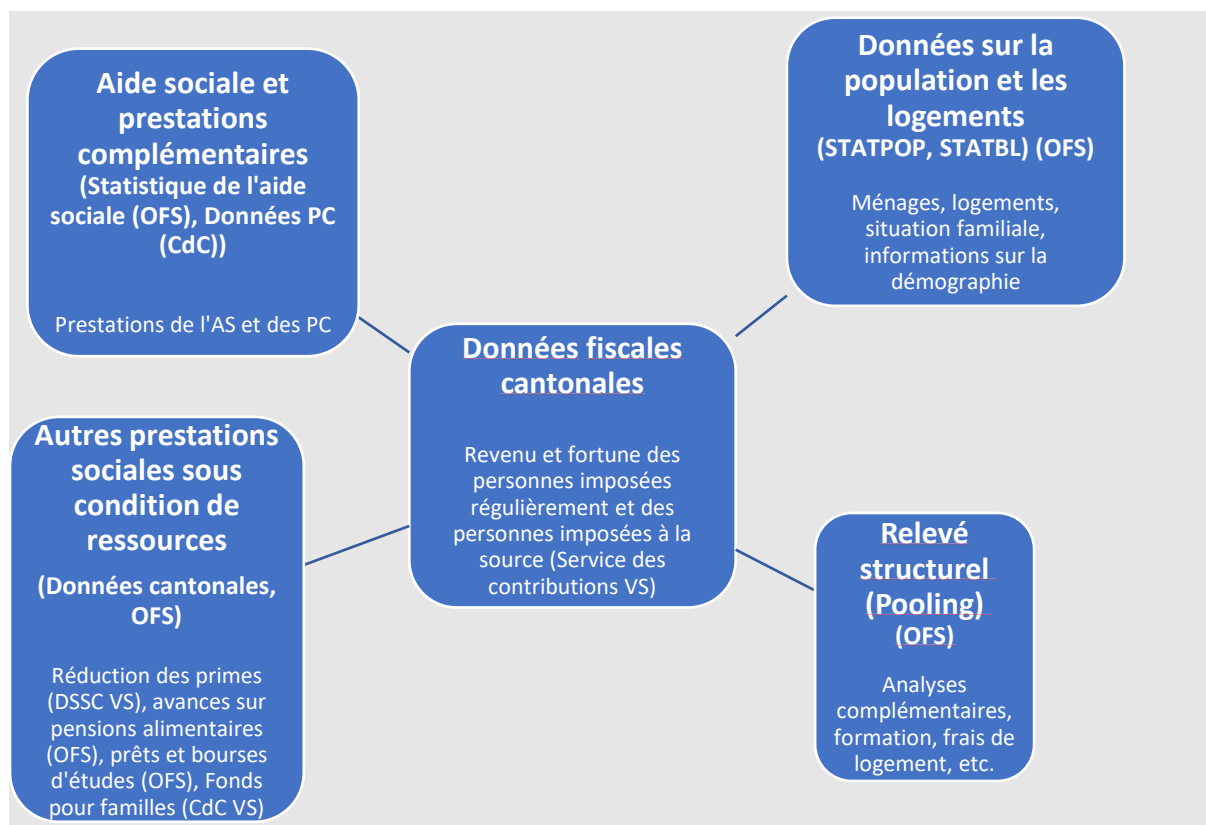 Aide sociale et
prestations
complémentaires
(Statistique de l'aide
sociale (OFS), Données PC
(CdC))
Prestations de l'AS et des PC
Données sur la
population et les
logements
(STATPOP, STATBL) (OFS)
Ménages, logements,
situation familiale,
informations sur la
démographie
Données fiscales
cantonales
Revenu et fortune des
personnes imposées
régulièrement et des
personnes imposées à la
source (Service des
contributions VS)
Autres prestations
sociales sous
condition de
ressources
(Données cantonales,
OFS)
Réduction des primes
(DSSC VS), avances sur
pensions alimentaires
(OFS), prêts et bourses
d'études (OFS), Fonds
pour familles (CdC VS)
Relevé
structurel
(Pooling)
(OFS)
Analyses
complémentaires,
formation, frais de
logement, etc.